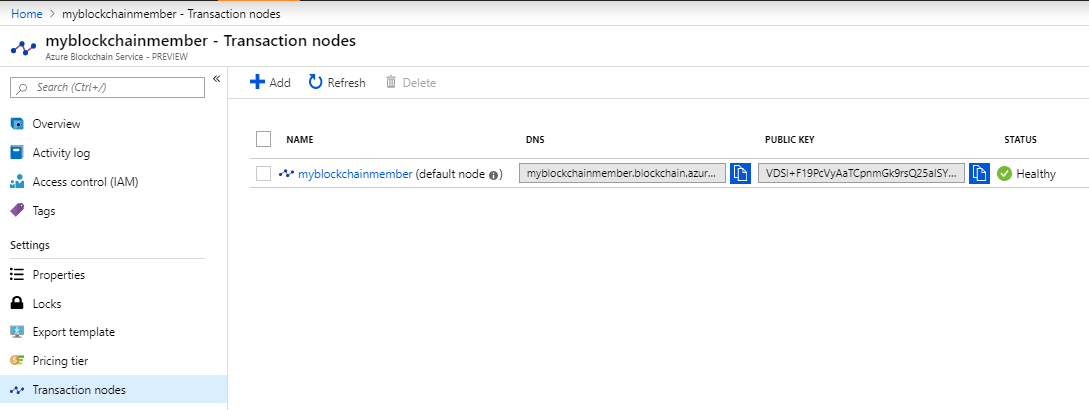 Home > myblockchainmember - Transaction nodes
myblockchainmember - Transaction nodes
Azure Blockchain Service - PREVIEW
Search (Ctrl+/)
«
Add Refresh Delete
Overview
Activity log
Access control (IAM)
Tags
Settings
Properties
Locks
Export template
Pricing tier
Transaction nodes
NAME DNS PUBLIC KEY STATUS
myblockchainmember (default node ) myblockchainmember.blockchain.azur... Healthy